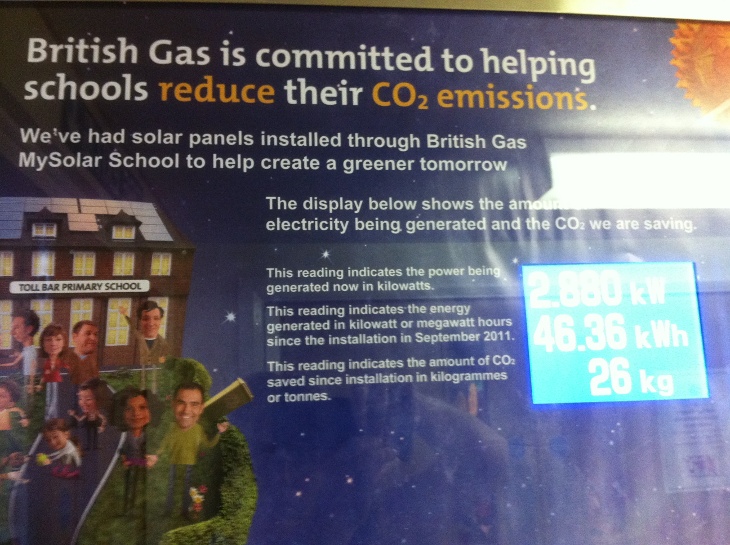 British Gas is committed to helping
schools reduce their CO₂ emissions.
We've had solar panels installed through British Gas
MySolar School to help create a greener tomorrow
The display below shows the amount
electricity being generated and the CO₂ we are saving.
TOLL BAR PRIMARY SCHOOL
This reading indicates the power being
generated now in kilowatts.
2.880 kW
This reading indicates the energy
generated in kilowatt or megawatt hours
since the installation in September 2011.
46.36 kWh
This reading indicates the amount of CO₂
saved since installation in kilogrammes
or tonnes.
26 kg